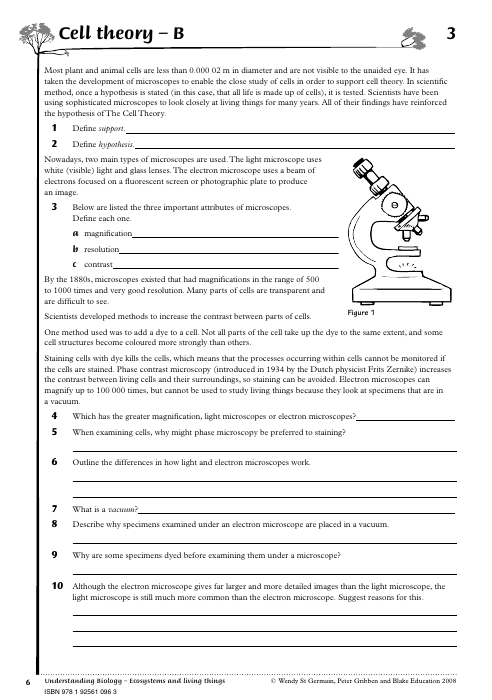 Cell theory – B
3
Most plant and animal cells are less than 0.000 02 m in diameter and are not visible to the unaided eye. It has
taken the development of microscopes to enable the close study of cells in order to support cell theory. In scientific
method, once a hypothesis is stated (in this case, that all life is made up of cells), it is tested. Scientists have been
using sophisticated microscopes to look closely at living things for many years. All of their findings have reinforced
the hypothesis of The Cell Theory.
1 Define support.
2 Define hypothesis.
Nowadays, two main types of microscopes are used. The light microscope uses
white (visible) light and glass lenses. The electron microscope uses a beam of
electrons focused on a fluorescent screen or photographic plate to produce
an image.
3 Below are listed the three important attributes of microscopes.
Define each one.
a magnification
b resolution
c contrast
By the 1880s, microscopes existed that had magnifications in the range of 500
to 1000 times and very good resolution. Many parts of cells are transparent and
are difficult to see.
Figure 1
Scientists developed methods to increase the contrast between parts of cells.
One method used was to add a dye to a cell. Not all parts of the cell take up the dye to the same extent, and some
cell structures become coloured more strongly than others.
Staining cells with dye kills the cells, which means that the processes occurring within cells cannot be monitored if
the cells are stained. Phase contrast microscopy (introduced in 1934 by the Dutch physicist Frits Zernike) increases
the contrast between living cells and their surroundings, so staining can be avoided. Electron microscopes can
magnify up to 100 000 times, but cannot be used to study living things because they look at specimens that are in
a vacuum.
4 Which has the greater magnification, light microscopes or electron microscopes?
5 When examining cells, why might phase microscopy be preferred to staining?
6 Outline the differences in how light and electron microscopes work.
7 What is a vacuum?
8 Describe why specimens examined under an electron microscope are placed in a vacuum.
9 Why are some specimens dyed before examining them under a microscope?
10 Although the electron microscope gives far larger and more detailed images than the light microscope, the
light microscope is still much more common than the electron microscope. Suggest reasons for this.
6 Understanding Biology – Ecosystems and living things © Wendy St Germain, Peter Gribben and Blake Education 2008
ISBN 978 1 92561 096 3